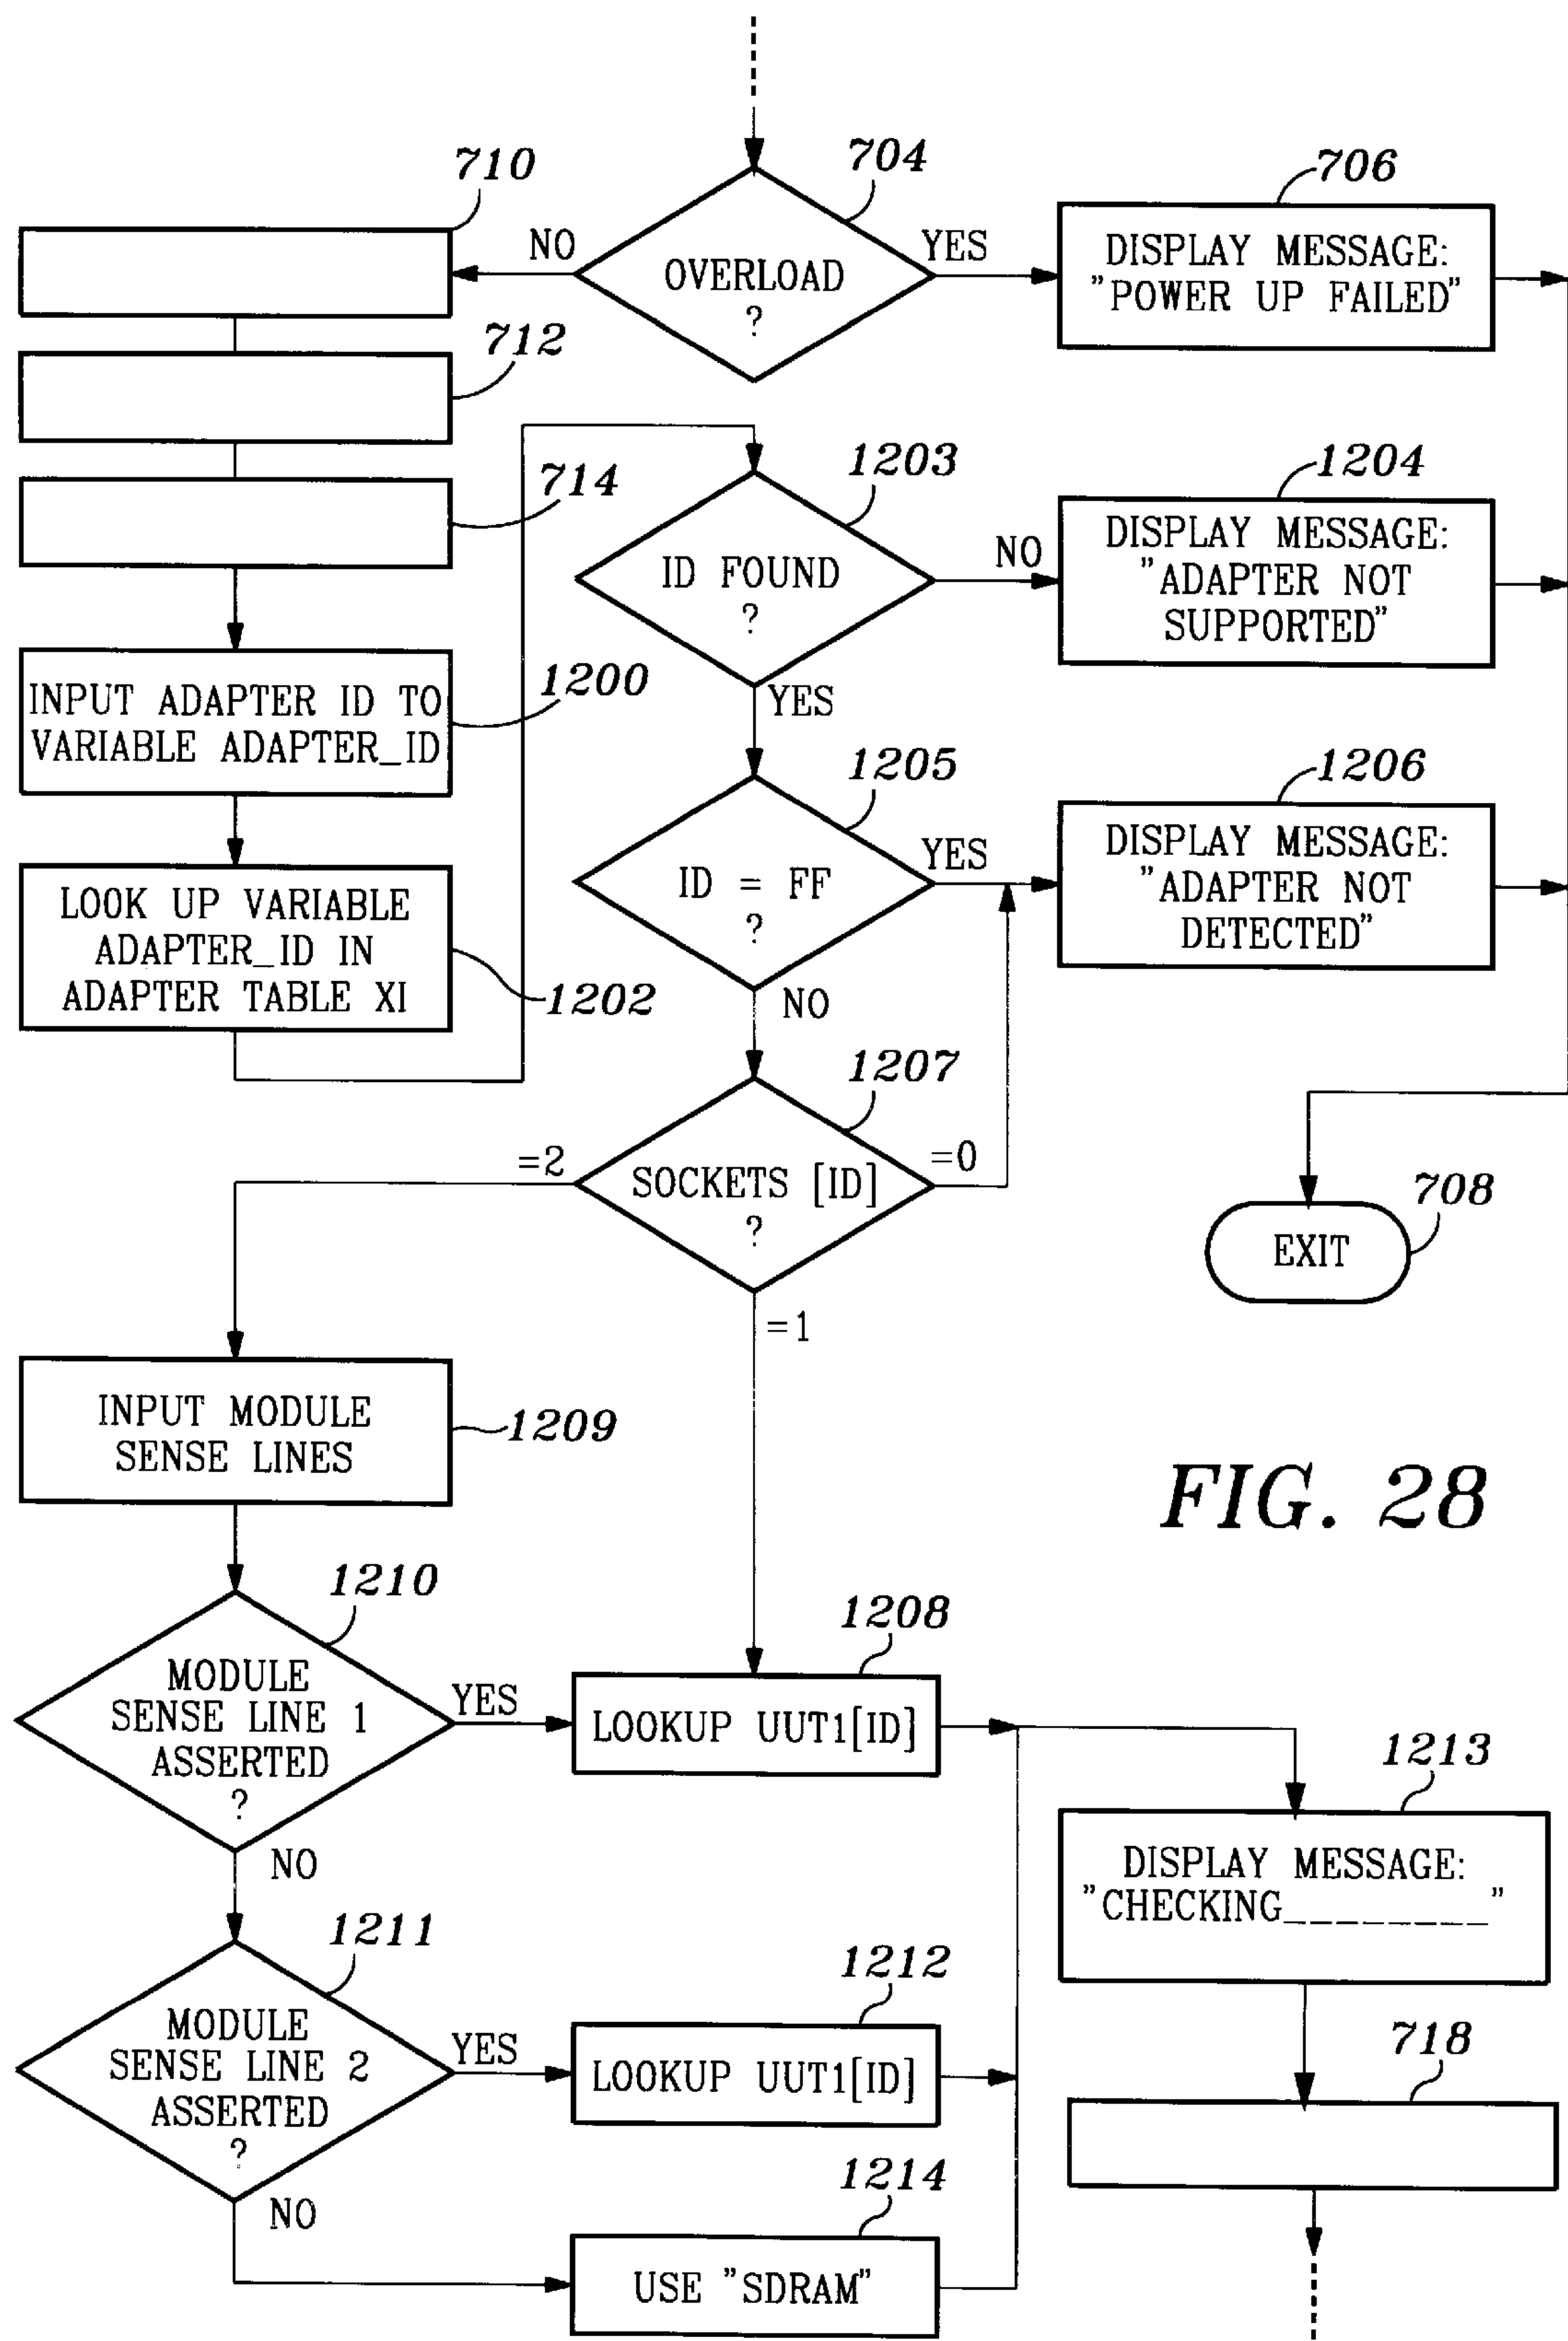 704
OVERLOAD
?
NO
YES
706
DISPLAY MESSAGE:
"POWER UP FAILED"
710
712
714
1200
INPUT ADAPTER ID TO
VARIABLE ADAPTER_ID
1202
LOOK UP VARIABLE
ADAPTER_ID IN
ADAPTER TABLE XI
1203
ID FOUND
?
NO
YES
1204
DISPLAY MESSAGE:
"ADAPTER NOT
SUPPORTED"
1205
ID = FF
?
YES
NO
1206
DISPLAY MESSAGE:
"ADAPTER NOT
DETECTED"
1207
SOCKETS [ID]
?
=2
=0
=1
708
EXIT
1209
INPUT MODULE
SENSE LINES
FIG. 28
1210
MODULE
SENSE LINE 1
ASSERTED
?
YES
NO
1208
LOOKUP UUT1[ID]
1211
MODULE
SENSE LINE 2
ASSERTED
?
YES
NO
1212
LOOKUP UUT1[ID]
1214
USE "SDRAM"
1213
DISPLAY MESSAGE:
"CHECKING________"
718